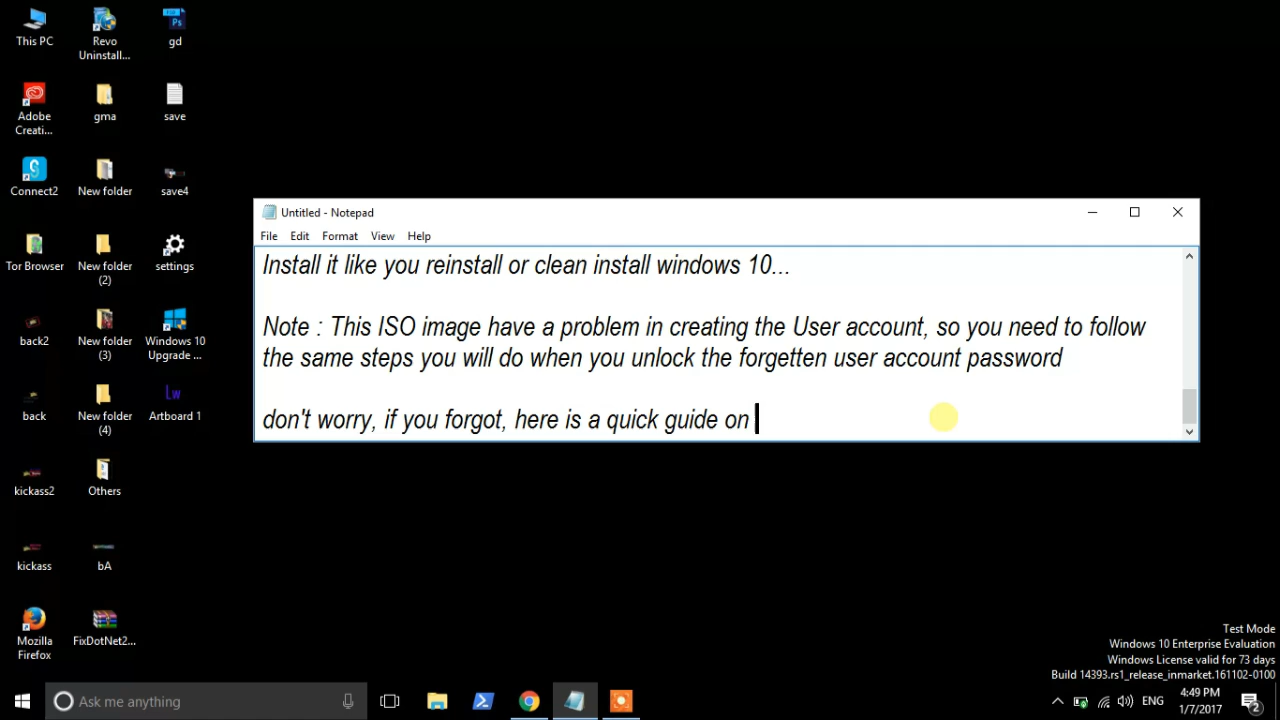 This PC
Revo
Uninstall...
gd
Adobe
Creati...
gma
save
Connect2
New folder
save4
Tor Browser
New folder
(2)
settings
back2
New folder
(3)
Windows 10
Upgrade ...
back
New folder
(4)
Lw
Artboard 1
kickass2
Others
kickass
bA
Mozilla
Firefox
FixDotNet2...
Untitled - Notepad
File Edit Format View Help
Install it like you reinstall or clean install windows 10...
Note : This ISO image have a problem in creating the User account, so you need to follow
the same steps you will do when you unlock the forgetten user account password
don't worry, if you forgot, here is a quick guide on
Test Mode
Windows 10 Enterprise Evaluation
Windows License valid for 73 days
Build 14393.rs1_release_inmarket.161102-0100
Ask me anything
ENG
4:49 PM
1/7/2017
2